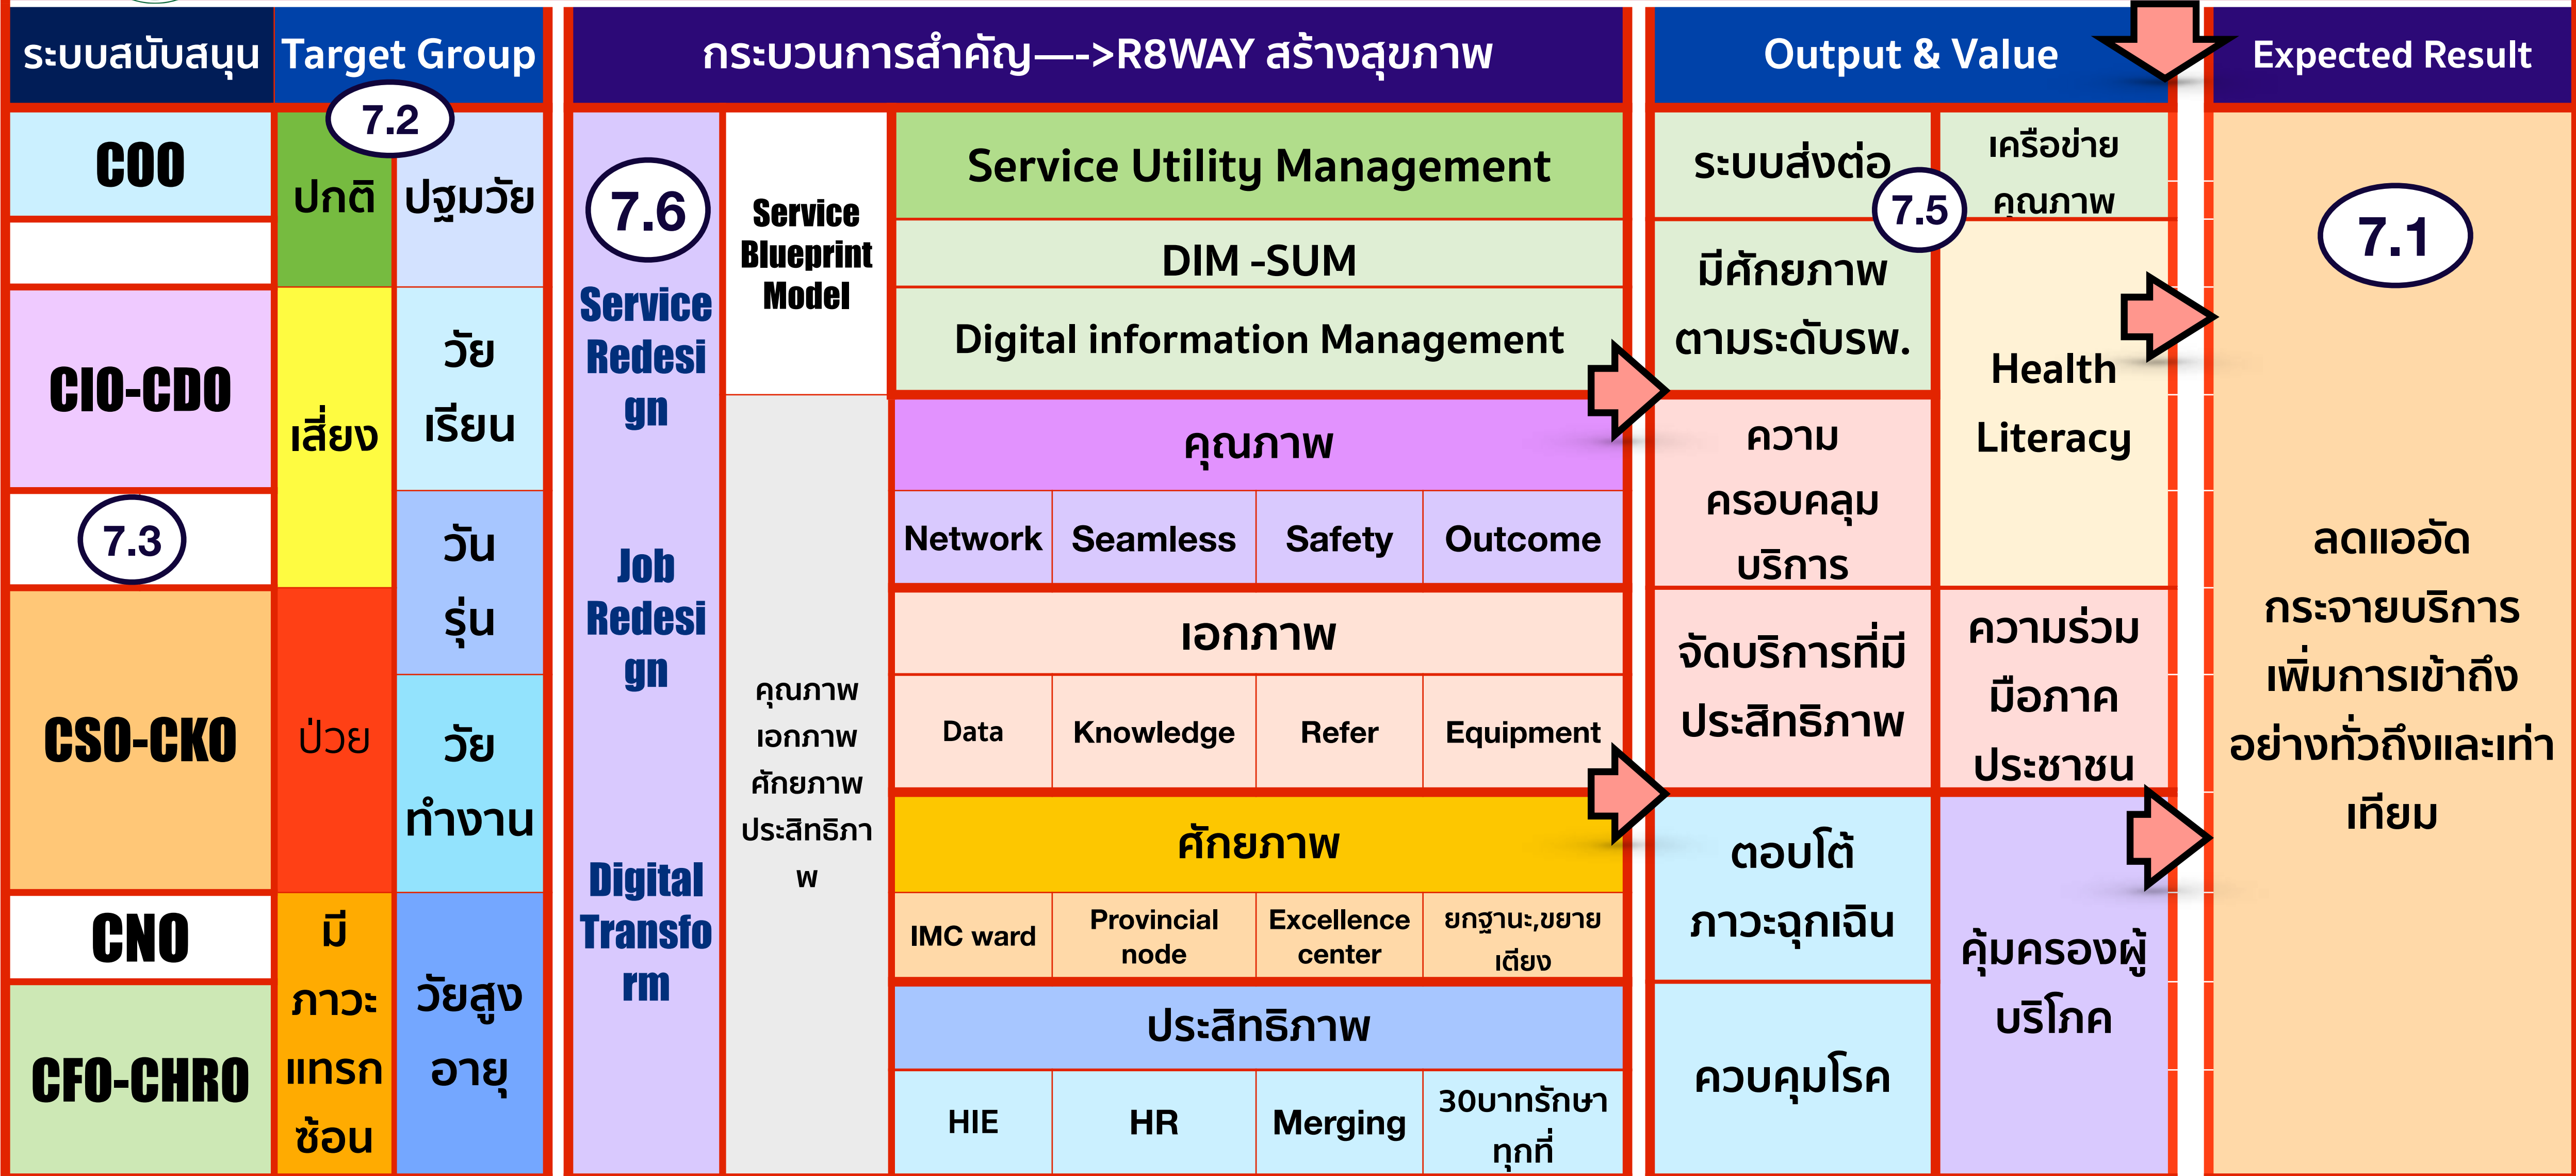 ระบบสนับสนุน
Target Group
กระบวนการสำคัญ—->R8WAY สร้างสุขภาพ
Output & Value
Expected Result
COO
CIO-CDO
7.3
CSO-CKO
CNO
CFO-CHRO
7.2
ปกติ
เสี่ยง
ป่วย
มี
ภาวะ
แทรก
ซ้อน
ปฐมวัย
วัย
เรียน
วัน
รุ่น
วัย
ทำงาน
วัยสูง
อายุ
7.6
Service
Redesi
gn
Job
Redesi
gn
Digital
Transfo
rm
Service
Blueprint
Model
คุณภาพ
เอกภาพ
ศักยภาพ
ประสิทธิภา
พ
Service Utility Management
DIM -SUM
Digital information Management
คุณภาพ
Network
Seamless
Safety
Outcome
เอกภาพ
Data
Knowledge
Refer
Equipment
ศักยภาพ
IMC ward
Provincial
node
Excellence
center
ยกฐานะ,ขยาย
เตียง
ประสิทธิภาพ
HIE
HR
Merging
30บาทรักษา
ทุกที่
7.5
ระบบส่งต่อ
มีศักยภาพ
ตามระดับรพ.
ความ
ครอบคลุม
บริการ
จัดบริการที่มี
ประสิทธิภาพ
ตอบโต้
ภาวะฉุกเฉิน
ควบคุมโรค
เครือข่าย
คุณภาพ
Health
Literacy
ความร่วม
มือภาค
ประชาชน
คุ้มครองผู้
บริโภค
7.1
ลดแออัด
กระจายบริการ
เพิ่มการเข้าถึง
อย่างทั่วถึงและเท่า
เทียม